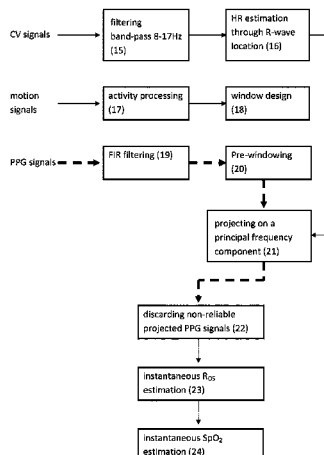 CV signals
filtering
band-pass 8-17Hz
(15)
HR estimation
through R-wave
location (16)
motion
signals
activity processing
(17)
window design
(18)
PPG signals
FIR filtering (19)
Pre-windowing
(20)
projecting on a
principal frequency
component (21)
discarding non-reliable
projected PPG signals (22)
instantaneous ROS
estimation (23)
instantaneous SpO2
estimation (24)